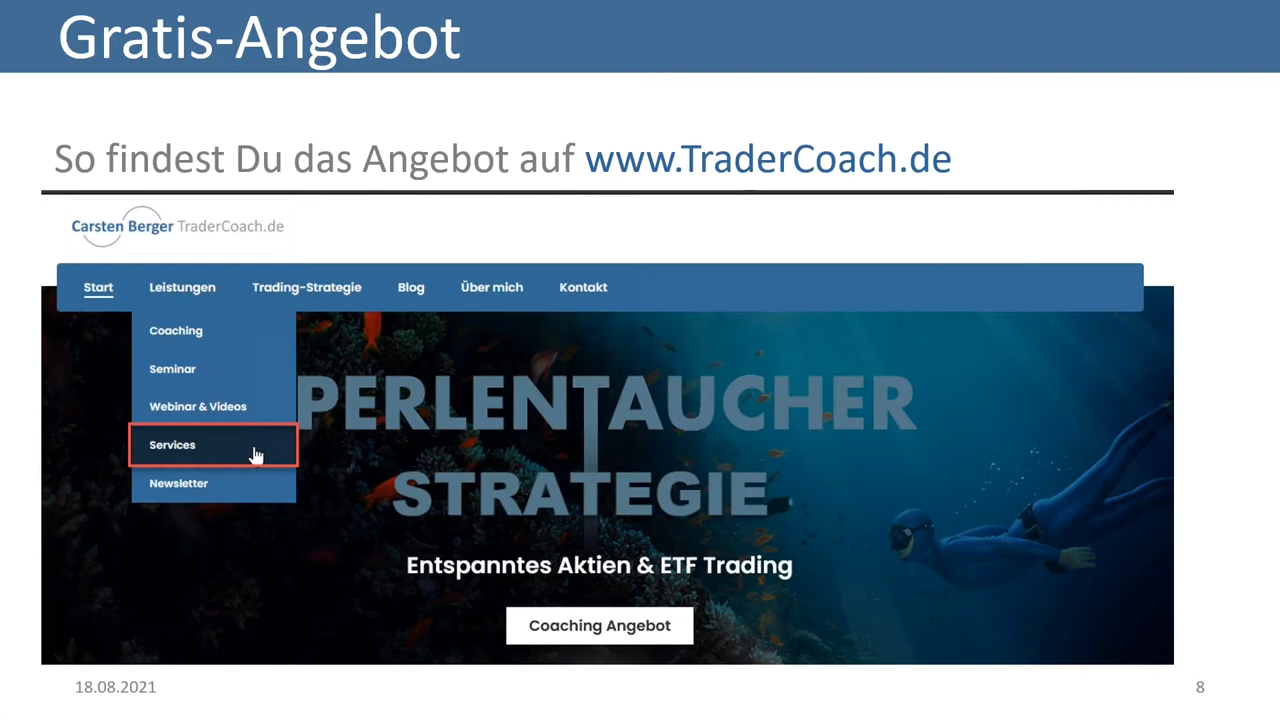 Gratis-Angebot
So findest Du das Angebot auf www.TraderCoach.de
Carsten Berger TraderCoach.de
Start Leistungen Trading-Strategie Blog Über mich Kontakt
Coaching
Seminar
Webinar & Videos
Services
Newsletter
PERLENTAUCHER
STRATEGIE
Entspanntes Aktien & ETF Trading
Coaching Angebot
18.08.2021 8